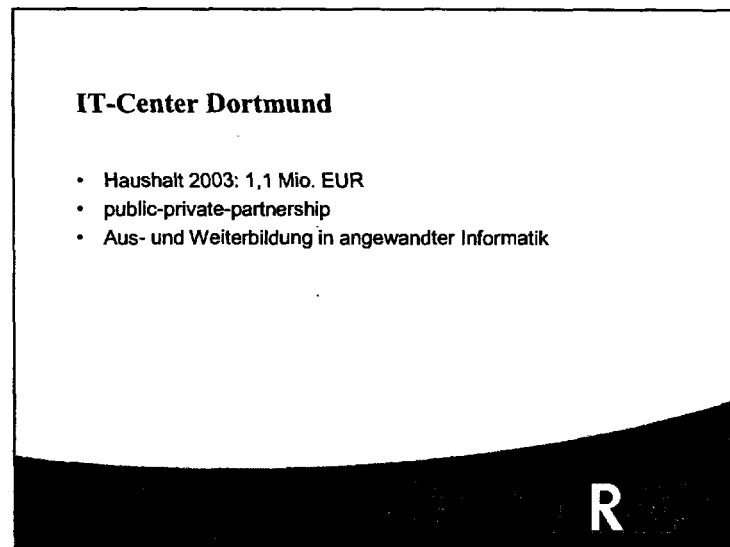 IT-Center Dortmund
• Haushalt 2003: 1,1 Mio. EUR
• public-private-partnership
• Aus- und Weiterbildung in angewandter Informatik
R